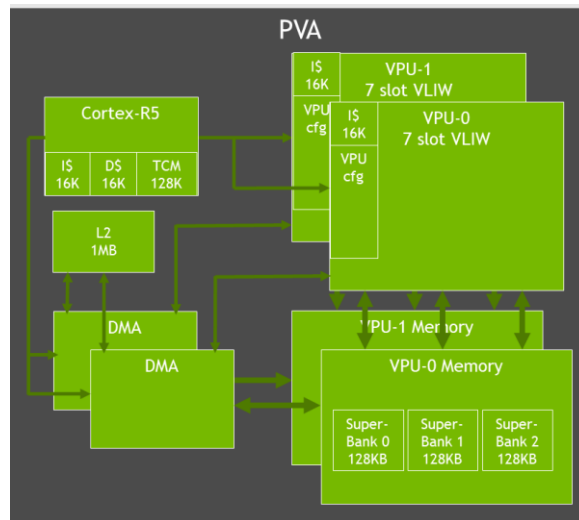 PVA
I$
16K
VPU
cfg
VPU-1
7 slot VLIW
I$
16K
VPU
cfg
VPU-0
7 slot VLIW
Cortex-R5
I$
16K
D$
16K
TCM
128K
L2
1MB
DMA
DMA
VPU-1 Memory
VPU-0 Memory
Super-
Bank 0
128KB
Super-
Bank 1
128KB
Super-
Bank 2
128KB